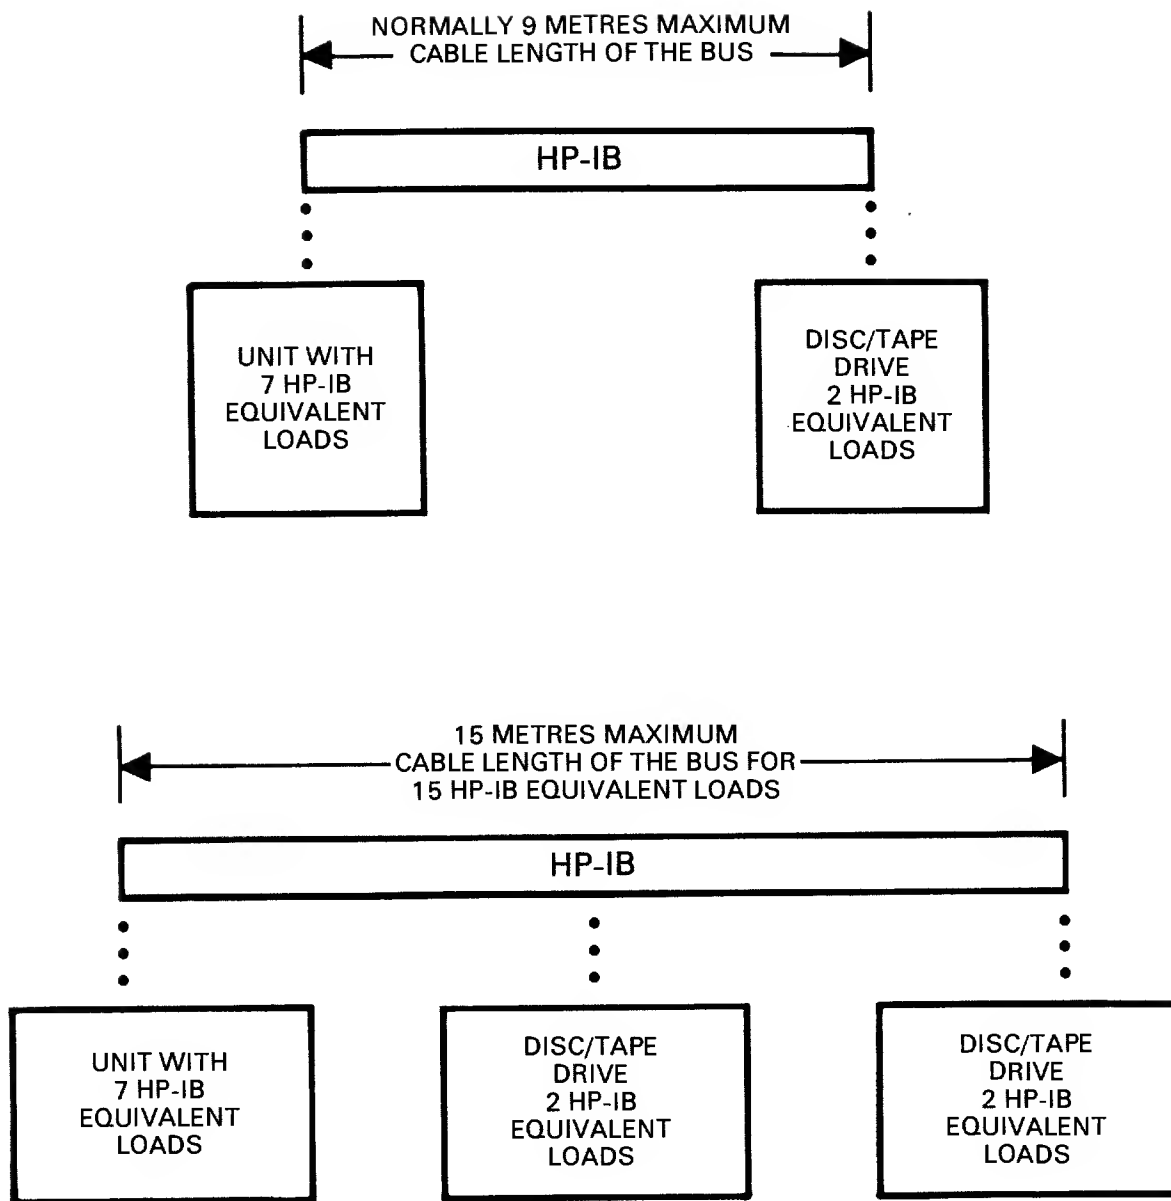 NORMALLY 9 METRES MAXIMUM
CABLE LENGTH OF THE BUS
HP-IB
UNIT WITH
7 HP-IB
EQUIVALENT
LOADS
DISC/TAPE
DRIVE
2 HP-IB
EQUIVALENT
LOADS
15 METRES MAXIMUM
CABLE LENGTH OF THE BUS FOR
15 HP-IB EQUIVALENT LOADS
HP-IB
UNIT WITH
7 HP-IB
EQUIVALENT
LOADS
DISC/TAPE
DRIVE
2 HP-IB
EQUIVALENT
LOADS
DISC/TAPE
DRIVE
2 HP-IB
EQUIVALENT
LOADS